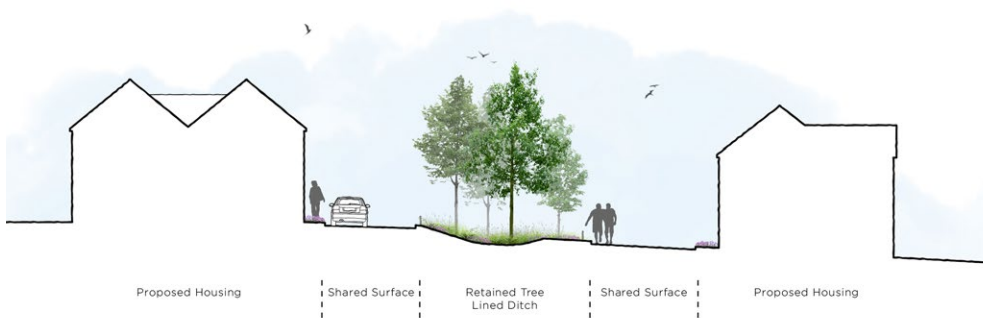 Proposed Housing
Shared Surface
Retained Tree
Lined Ditch
Shared Surface
Proposed Housing